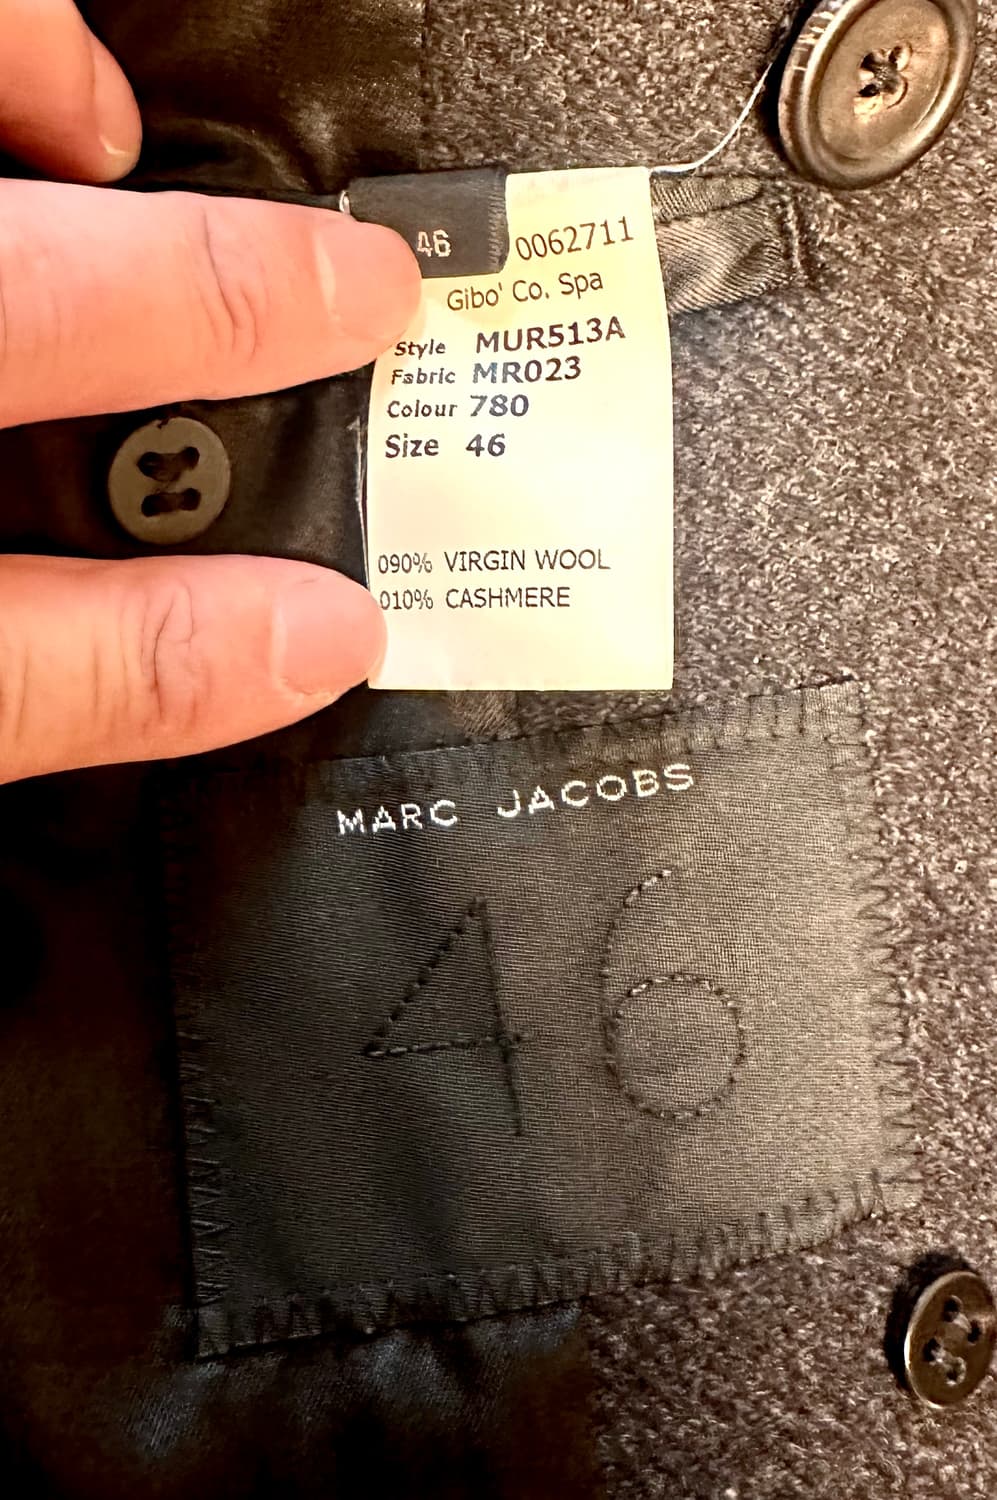 46
0062711
Gibo' Co. Spa
Style MUR513A
Fabric MR023
Colour 780
Size 46
090% VIRGIN WOOL
010% CASHMERE
MARC JACOBS
46